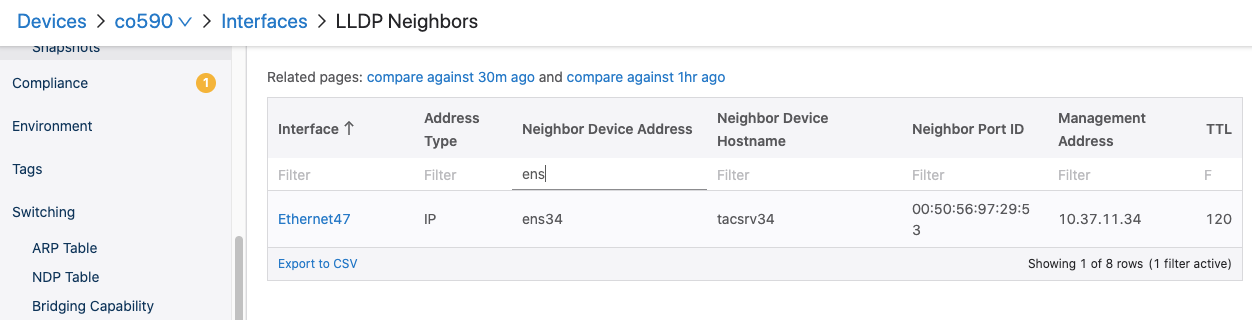 Devices > co590 > Interfaces > LLDP Neighbors
Snapshots
Compliance 1
Environment
Tags
Switching
ARP Table
NDP Table
Bridging Capability
Related pages: compare against 30m ago and compare against 1hr ago
Interface ↑
Address
Type
Neighbor Device Address
Neighbor Device
Hostname
Neighbor Port ID
Management
Address
TTL
Filter Filter ens Filter Filter Filter F
Ethernet47 IP ens34 tacsrv34 00:50:56:97:29:5
3 10.37.11.34 120
Export to CSV Showing 1 of 8 rows (1 filter active)